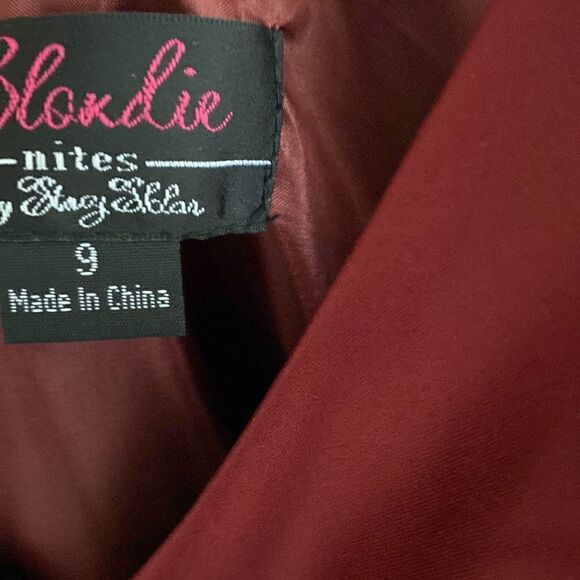 Blondie
nites
y Stacy Sklar
9
Made in China